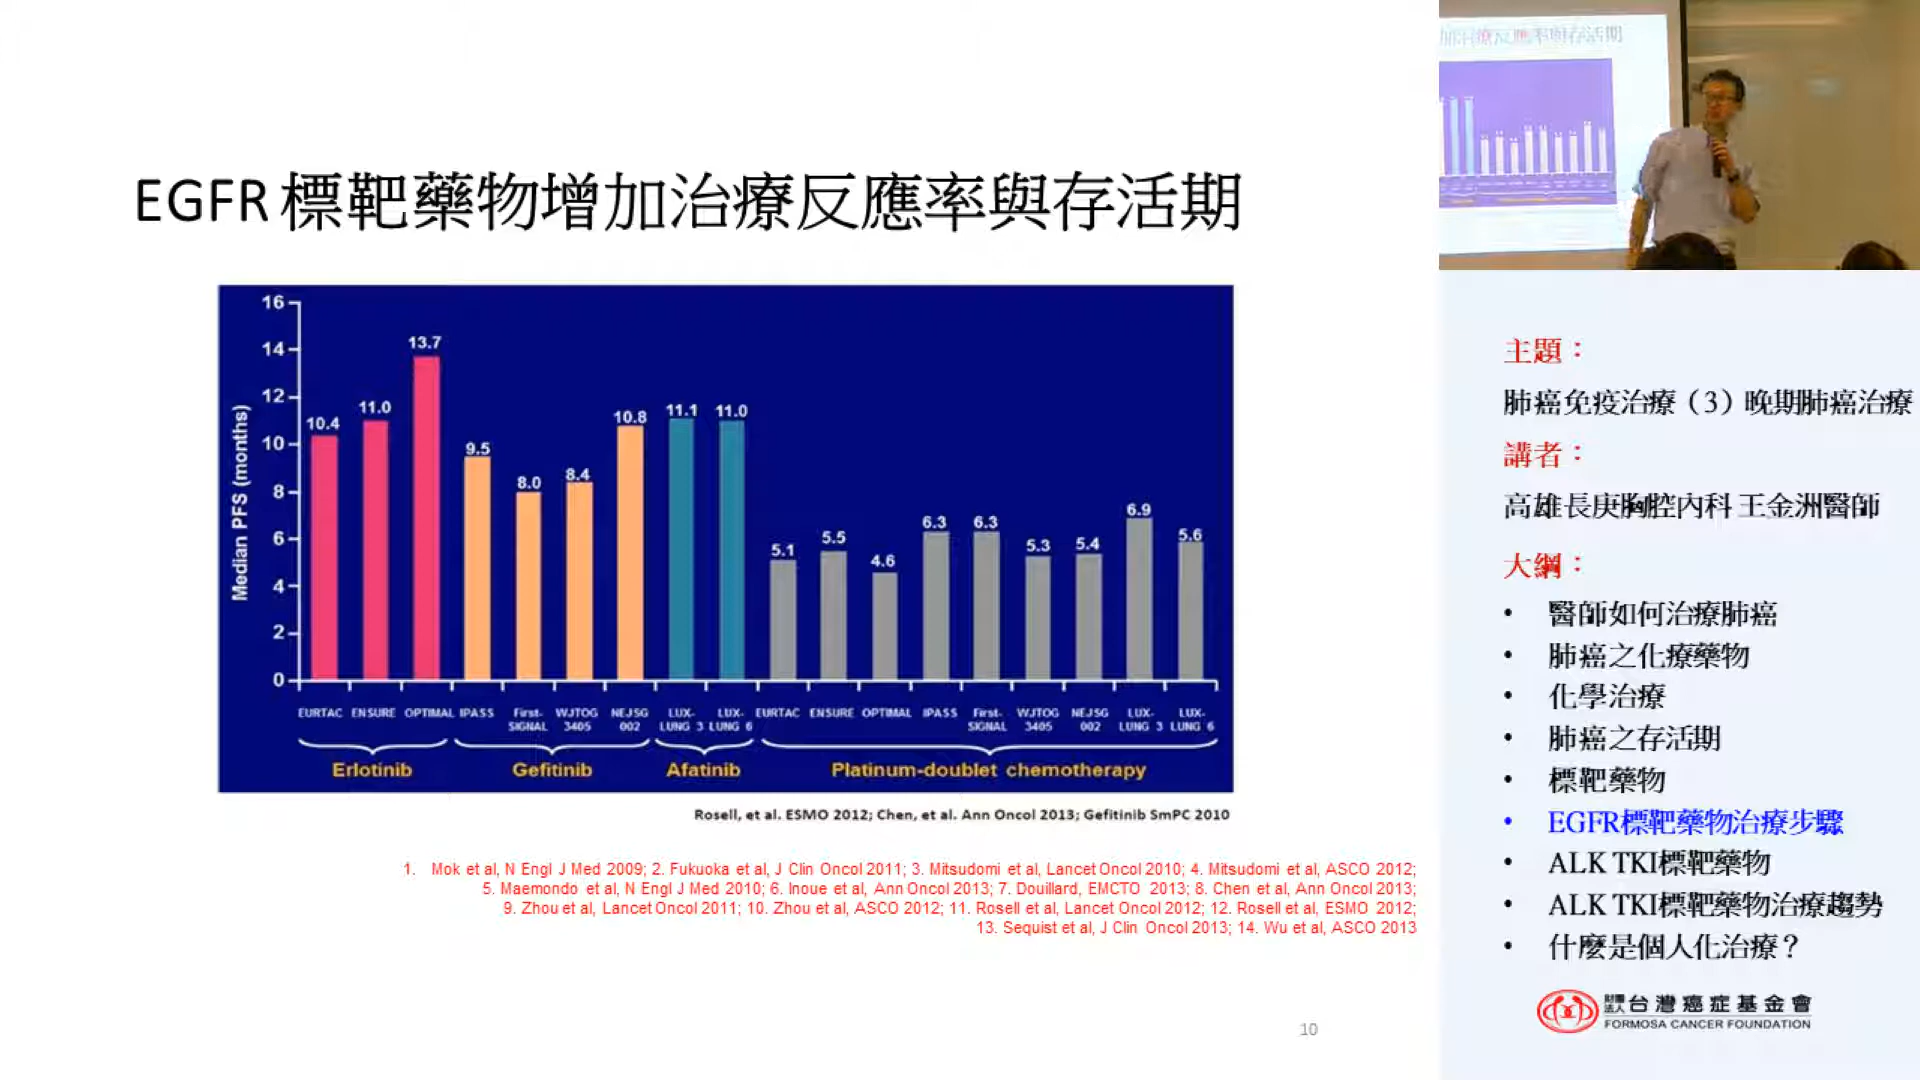 EGFR 標靶藥物增加治療反應率與存活期
Median PFS (months)
16
14
12
10
8
6
4
2
0
10.4
11.0
13.7
9.5
8.0
8.4
10.8
11.1
11.0
5.1
5.5
4.6
6.3
6.3
5.3
5.4
6.9
5.6
EURTAC ENSURE OPTIMAL IPASS First-SIGNAL WJTOG 3405 NEJSG 002 LUX-LUNG 3 LUX-LUNG 6 EURTAC ENSURE OPTIMAL IPASS First-SIGNAL WJTOG 3405 NEJSG 002 LUX-LUNG 3 LUX-LUNG 6
Erlotinib Gefitinib Afatinib Platinum-doublet chemotherapy
Rosell, et al. ESMO 2012; Chen, et al. Ann Oncol 2013; Gefitinib SmPC 2010
1. Mok et al, N Engl J Med 2009; 2. Fukuoka et al, J Clin Oncol 2011; 3. Mitsudomi et al, Lancet Oncol 2010; 4. Mitsudomi et al, ASCO 2012;
5. Maemondo et al, N Engl J Med 2010; 6. Inoue et al, Ann Oncol 2013; 7. Douillard, EMCTO 2013; 8. Chen et al, Ann Oncol 2013;
9. Zhou et al, Lancet Oncol 2011; 10. Zhou et al, ASCO 2012; 11. Rosell et al, Lancet Oncol 2012; 12. Rosell et al, ESMO 2012;
13. Sequist et al, J Clin Oncol 2013; 14. Wu et al, ASCO 2013
10
療反應率與存活期
主題：
肺癌免疫治療（3）晚期肺癌治療
講者：
高雄長庚胸腔內科 王金洲醫師
大綱：
• 醫師如何治療肺癌
• 肺癌之化療藥物
• 化學治療
• 肺癌之存活期
• 標靶藥物
• EGFR標靶藥物治療步驟
• ALK TKI標靶藥物
• ALK TKI標靶藥物治療趨勢
• 什麼是個人化治療？
財團法人台灣癌症基金會
FORMOSA CANCER FOUNDATION